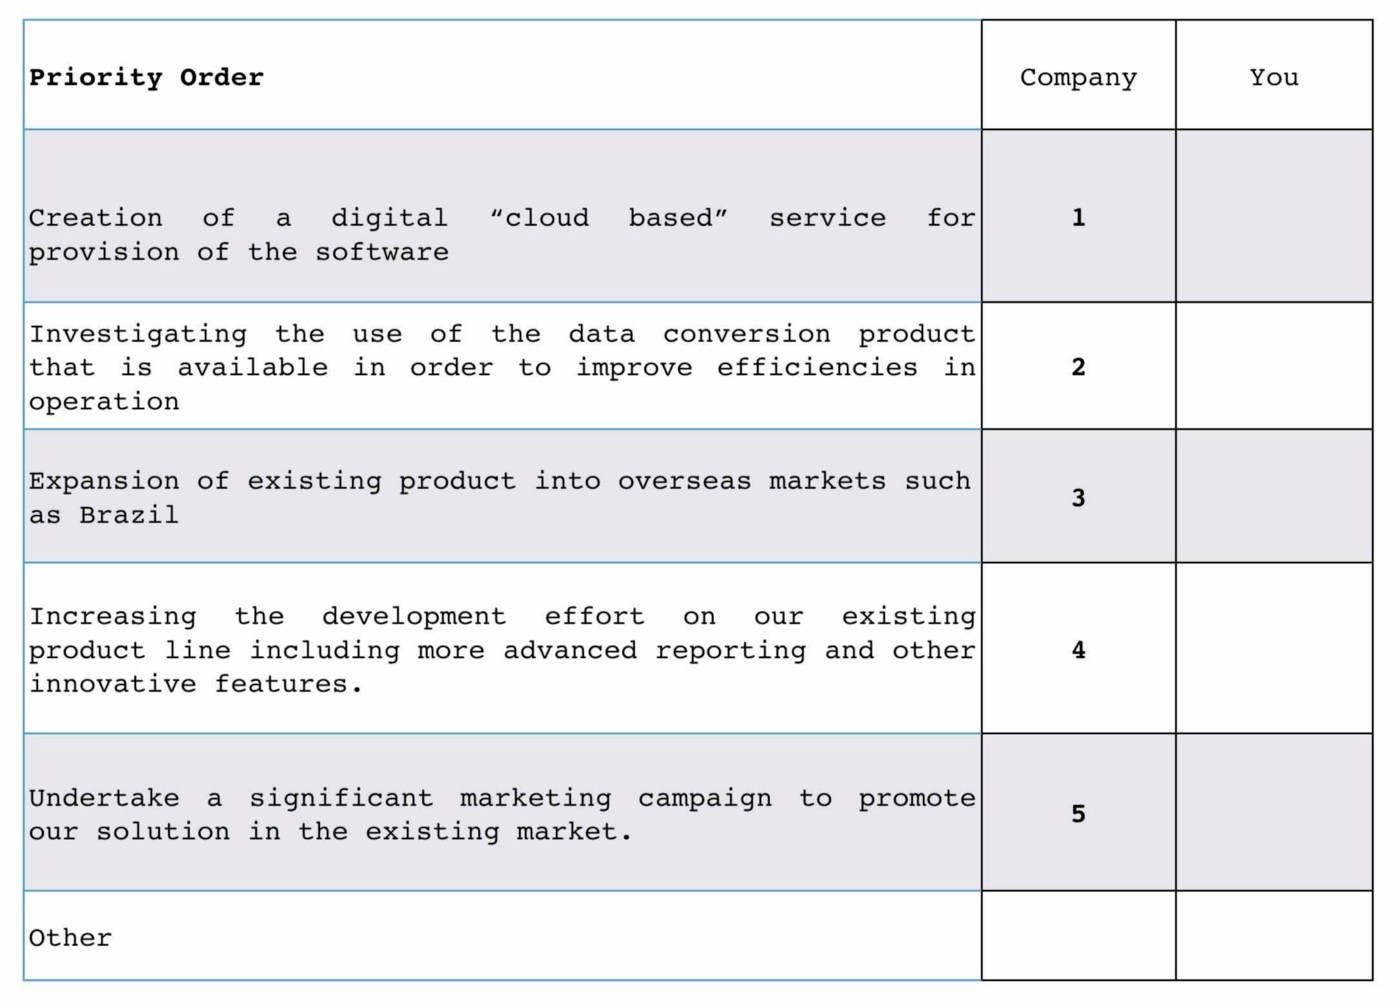 Priority Order
Company
You
Creation of a digital “cloud based” service for
provision of the software
1
Investigating the use of the data conversion product
that is available in order to improve efficiencies in
operation
2
Expansion of existing product into overseas markets such
as Brazil
3
Increasing the development effort on our existing
product line including more advanced reporting and other
innovative features.
4
Undertake a significant marketing campaign to promote
our solution in the existing market.
5
Other